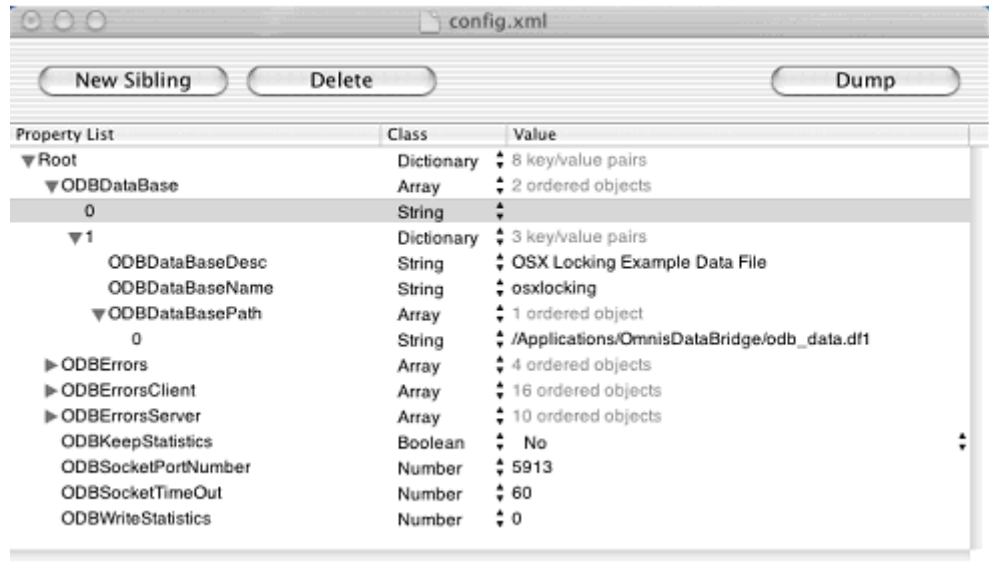 config.xml
New Sibling Delete Dump
Property List Class Value
Root Dictionary 8 key/value pairs
ODBDataBase Array 2 ordered objects
0 String
1 Dictionary 3 key/value pairs
ODBDataBaseDesc String OSX Locking Example Data File
ODBDataBaseName String osxlocking
ODBDataBasePath Array 1 ordered object
0 String /Applications/OmnisDataBridge/odb_data.df1
ODBErrors Array 4 ordered objects
ODBErrorsClient Array 16 ordered objects
ODBErrorsServer Array 10 ordered objects
ODBKeepStatistics Boolean No
ODBSocketPortNumber Number 5913
ODBSocketTimeOut Number 60
ODBWriteStatistics Number 0